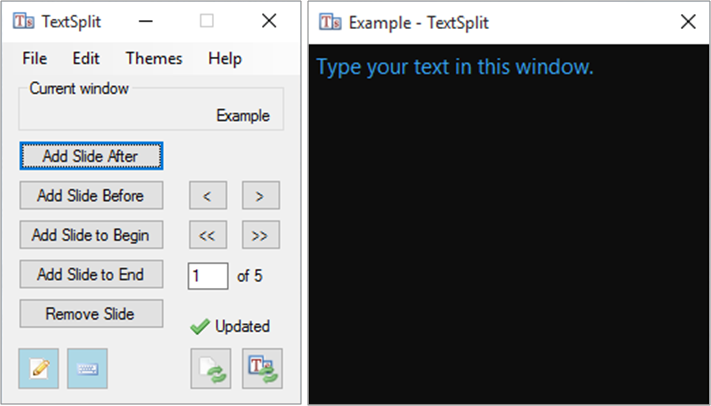 TextSplit
File Edit Themes Help
Current window
Example
Add Slide After
Add Slide Before < >
Add Slide to Begin << >>
Add Slide to End 1 of 5
Remove Slide
Updated
Example - TextSplit
Type your text in this window.